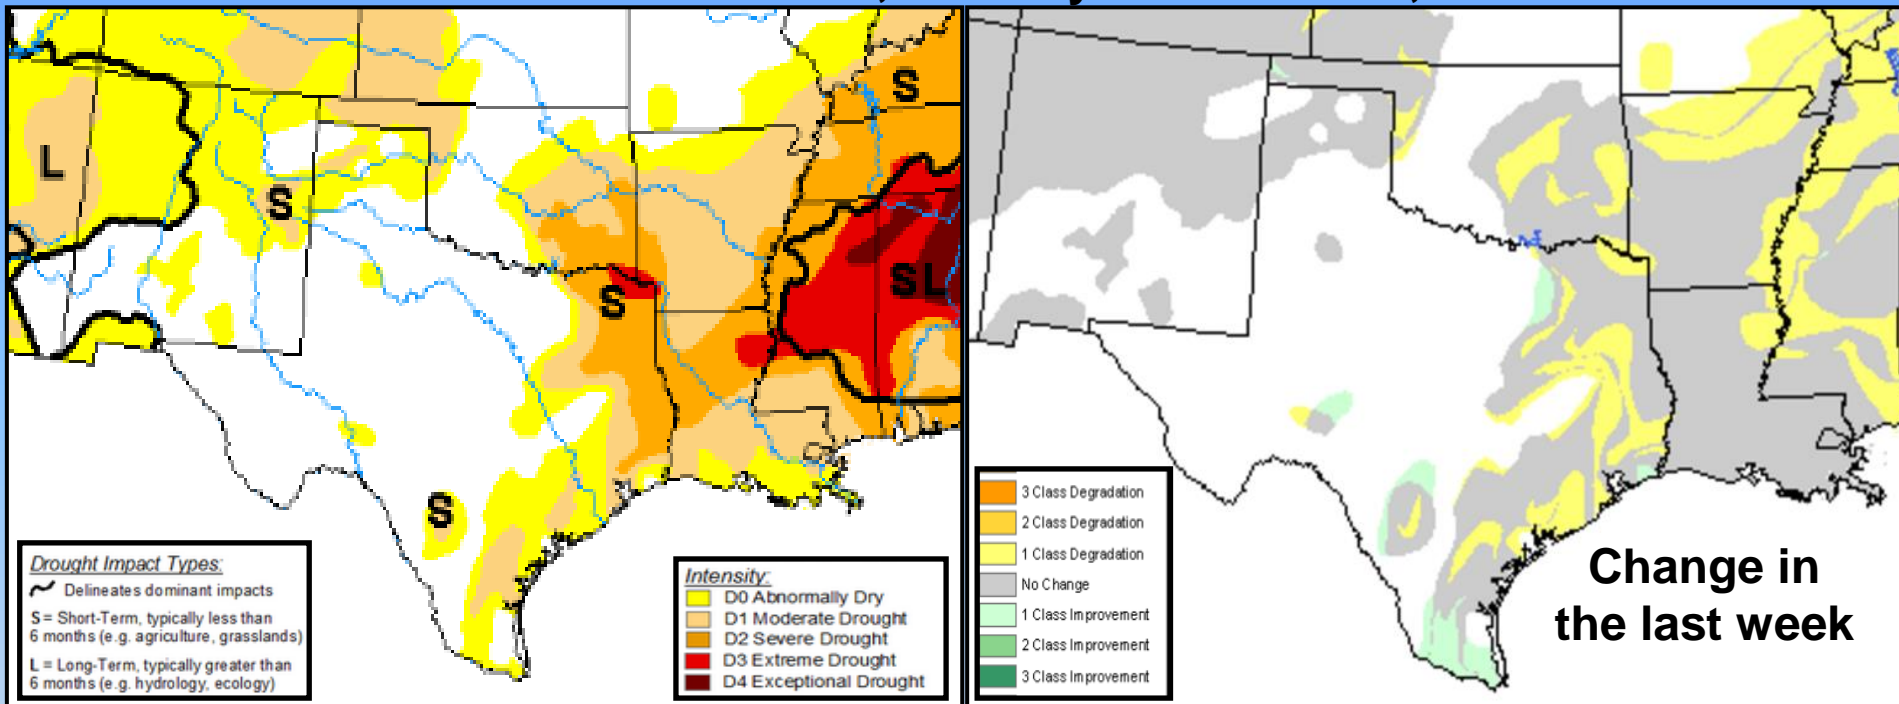 L
S
S
S
S
SL
Drought Impact Types:
Delineates dominant impacts
S = Short-Term, typically less than
6 months (e.g. agriculture, grasslands)
L = Long-Term, typically greater than
6 months (e.g. hydrology, ecology)
Intensity:
D0 Abnormally Dry
D1 Moderate Drought
D2 Severe Drought
D3 Extreme Drought
D4 Exceptional Drought
3 Class Degradation
2 Class Degradation
1 Class Degradation
No Change
1 Class Improvement
2 Class Improvement
3 Class Improvement
Change in
the last week